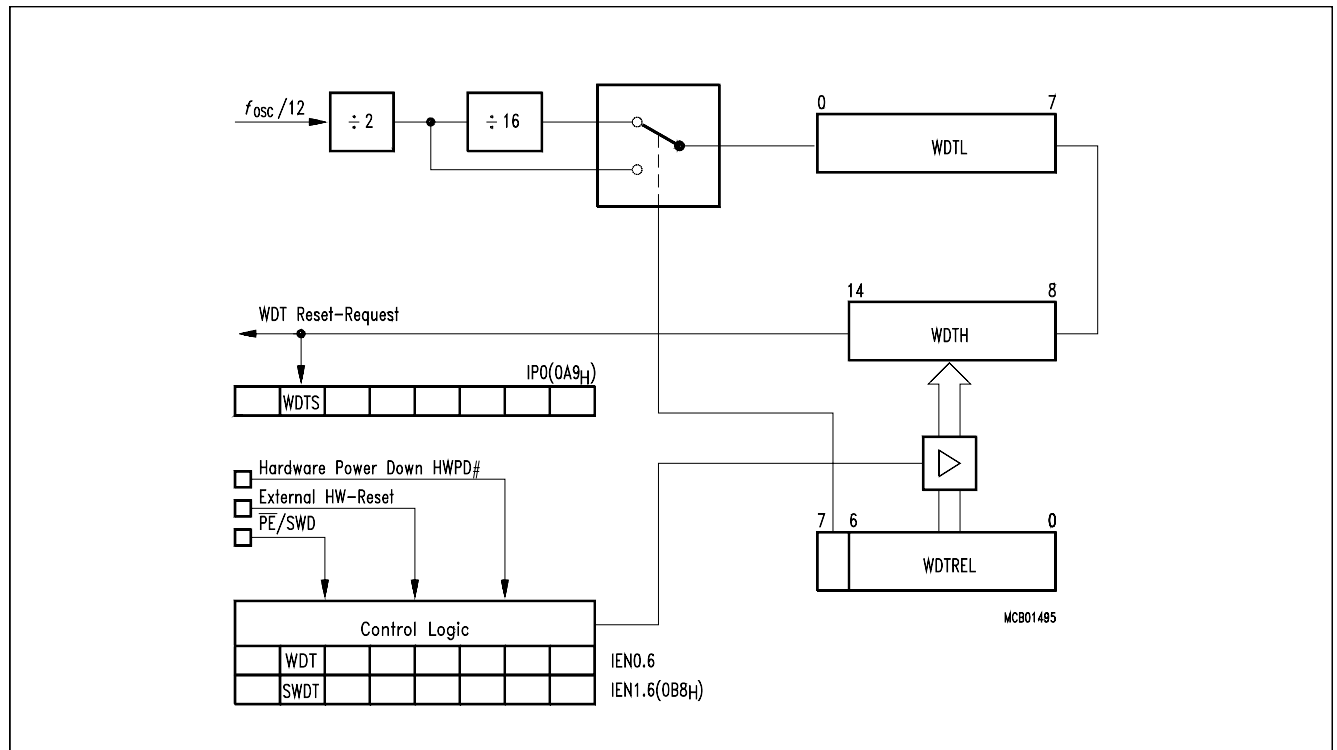 fOSC/12
÷ 2
÷ 16
0 7
WDTL
14 8
WDT Reset-Request
WDTH
IP0(0A9H)
WDTS
Hardware Power Down HWPD#
External HW-Reset
PE/SWD
7 6 0
WDTREL
MCB01495
Control Logic
WDT IEN0.6
SWDT IEN1.6(0B8H)